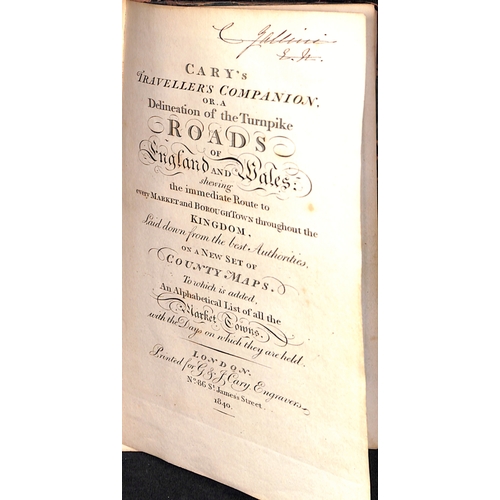 CARY'S
TRAVELLER'S COMPANION,
OR, A
Delineation of the Turnpike
ROADS
OF
England AND Wales:
shewing
the immediate Route to
every MARKET and BOROUGH TOWN throughout the
KINGDOM,
Laid down from the best Authorities,
ON A NEW SET OF
COUNTY MAPS.
To which is added,
An Alphabetical List of all the
Market Towns,
with the Days on which they are held.
LONDON.
Printed for G. & J. Cary Engravers,
No. 86 St. James's Street.
1840.